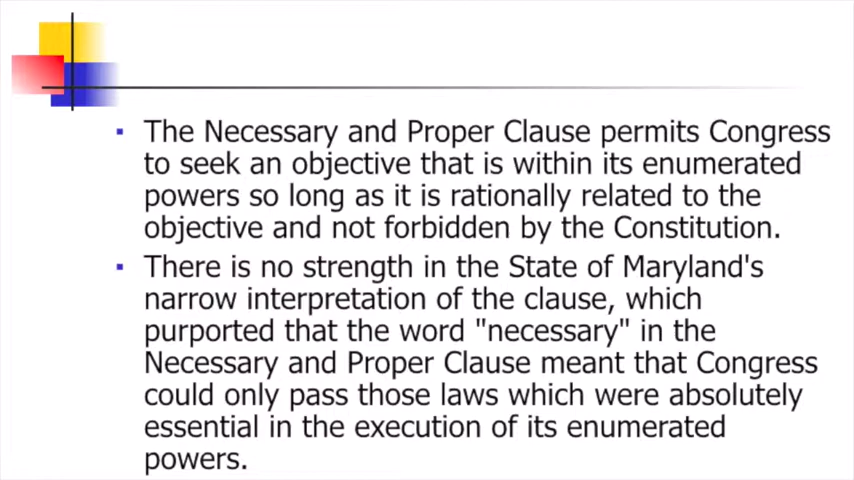 The Necessary and Proper Clause permits Congress
to seek an objective that is within its enumerated
powers so long as it is rationally related to the
objective and not forbidden by the Constitution.
There is no strength in the State of Maryland's
narrow interpretation of the clause, which
purported that the word "necessary" in the
Necessary and Proper Clause meant that Congress
could only pass those laws which were absolutely
essential in the execution of its enumerated
powers.